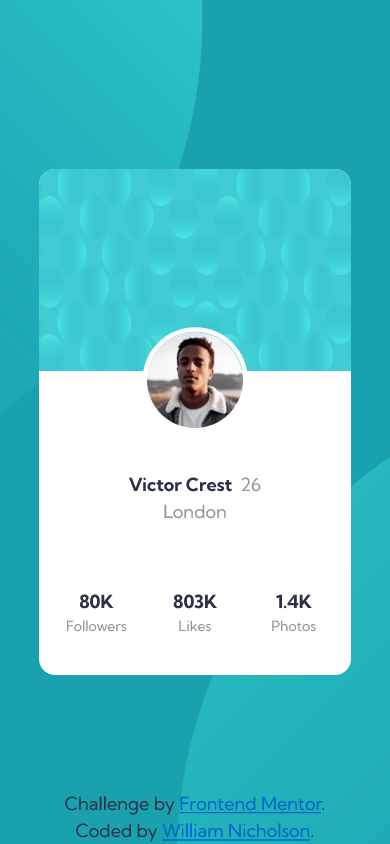 Victor Crest 26
London
80K 803K 1.4K
Followers Likes Photos
Challenge by Frontend Mentor.
Coded by William Nicholson.